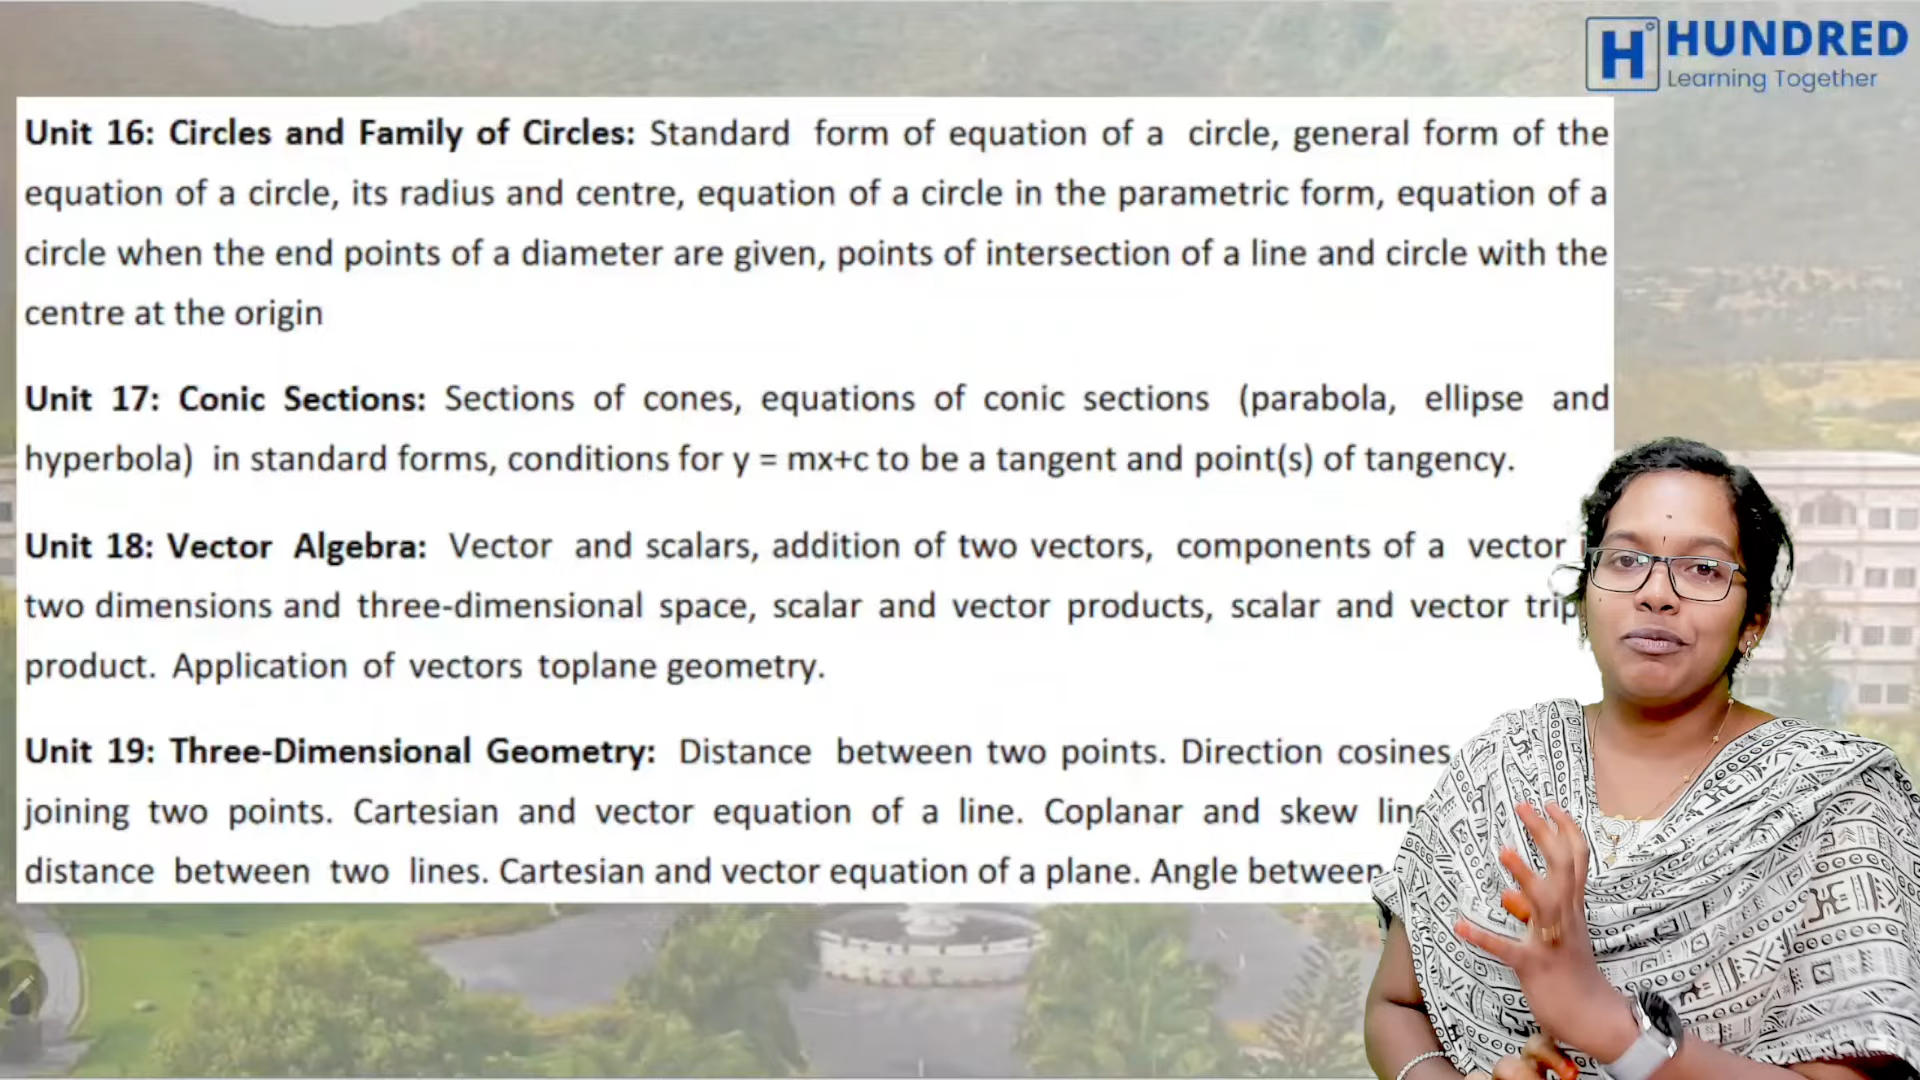 H HUNDRED
Learning Together
Unit 16: Circles and Family of Circles: Standard form of equation of a circle, general form of the
equation of a circle, its radius and centre, equation of a circle in the parametric form, equation of a
circle when the end points of a diameter are given, points of intersection of a line and circle with the
centre at the origin
Unit 17: Conic Sections: Sections of cones, equations of conic sections (parabola, ellipse and
hyperbola) in standard forms, conditions for y = mx+c to be a tangent and point(s) of tangency.
Unit 18: Vector Algebra: Vector and scalars, addition of two vectors, components of a vector
two dimensions and three-dimensional space, scalar and vector products, scalar and vector
product. Application of vectors toplane geometry.
Unit 19: Three-Dimensional Geometry: Distance between two points. Direction cosines
joining two points. Cartesian and vector equation of a line. Coplanar and skew
distance between two lines. Cartesian and vector equation of a plane. Angle between